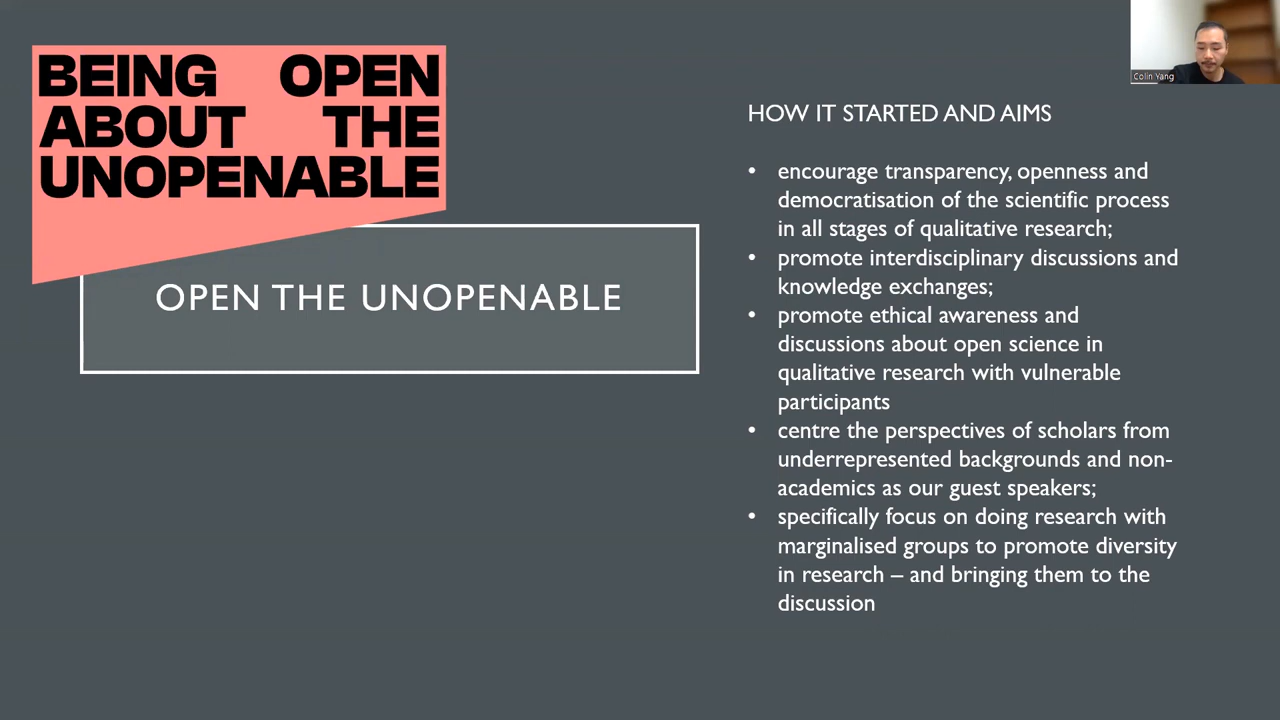 BEING OPEN
ABOUT THE
UNOPENABLE
OPEN THE UNOPENABLE
Colin Yang
HOW IT STARTED AND AIMS
• encourage transparency, openness and
democratisation of the scientific process
in all stages of qualitative research;
• promote interdisciplinary discussions and
knowledge exchanges;
• promote ethical awareness and
discussions about open science in
qualitative research with vulnerable
participants
• centre the perspectives of scholars from
underrepresented backgrounds and non-
academics as our guest speakers;
• specifically focus on doing research with
marginalised groups to promote diversity
in research – and bringing them to the
discussion